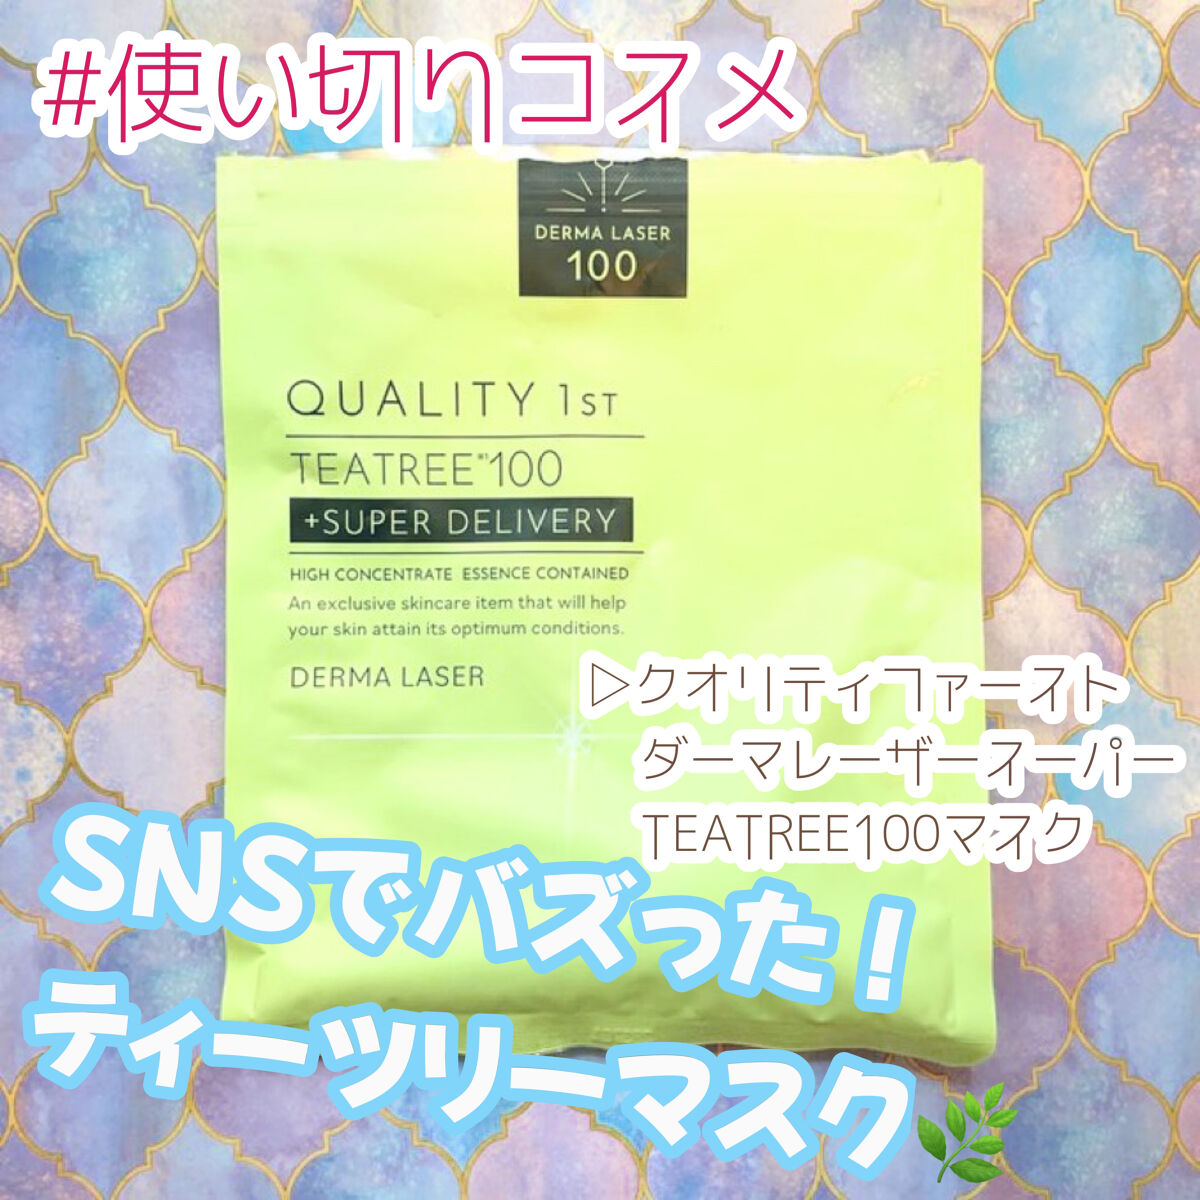 #使い切りコスメ
DERMA LASER
100
QUALITY 1ST
TEATREE*¹100
+SUPER DELIVERY
HIGH CONCENTRATE ESSENCE CONTAINED
An exclusive skincare item that will help
your skin attain its optimum conditions.
DERMA LASER
▷クオリティファースト
ダーマレーザースーパー
TEATREE100マスク
SNSでバズった！
ティーツリーマスク🌿